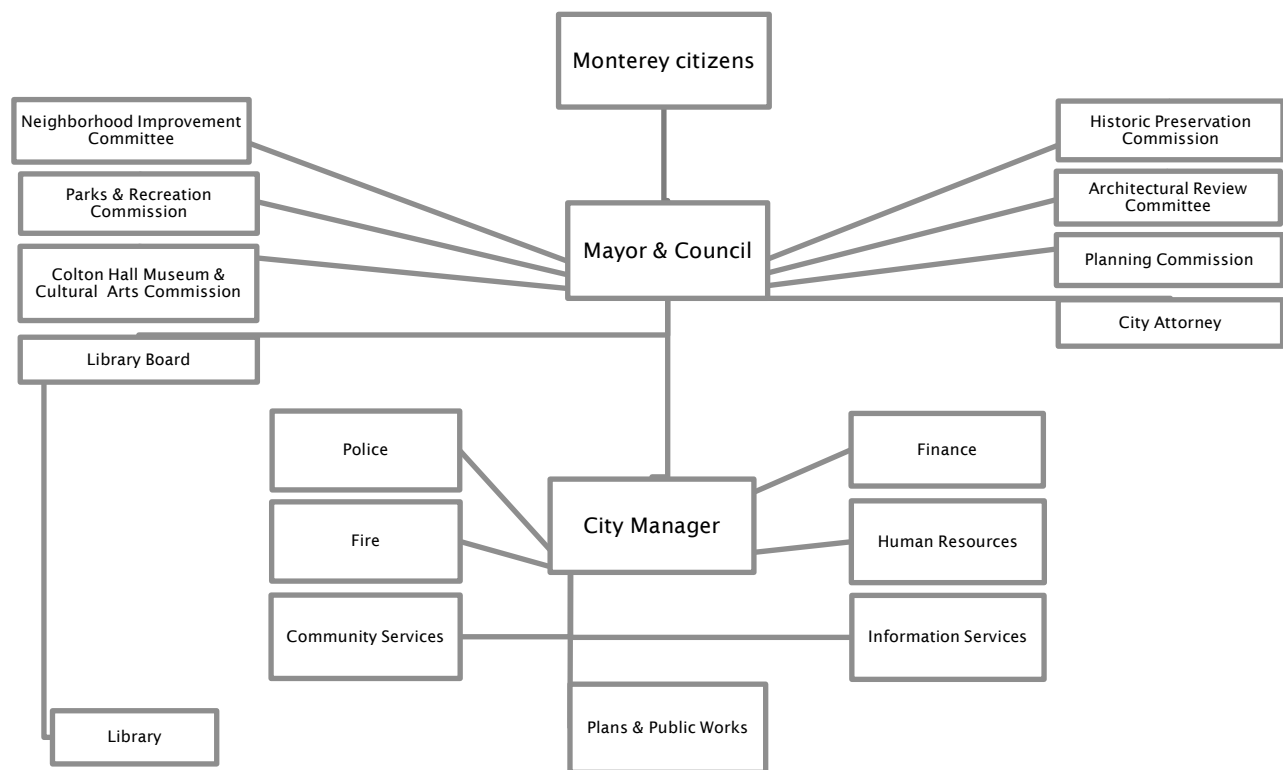 Monterey citizens
Neighborhood Improvement
Committee
Historic Preservation
Commission
Parks & Recreation
Commission
Architectural Review
Committee
Mayor & Council
Colton Hall Museum &
Cultural Arts Commission
Planning Commission
City Attorney
Library Board
Police
Finance
City Manager
Fire
Human Resources
Community Services
Information Services
Plans & Public Works
Library